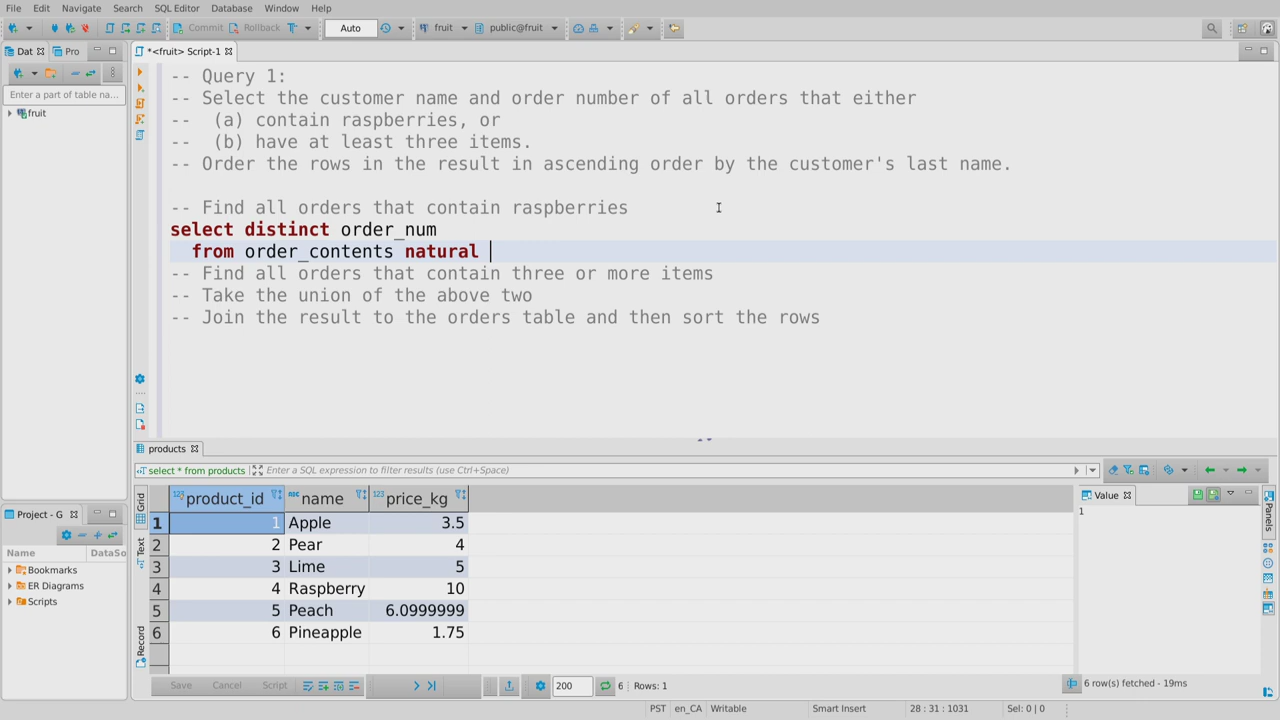 File Edit Navigate Search SQL Editor Database Window Help
Commit Rollback Auto fruit public@fruit
Dat Pro *<fruit> Script-1
Enter a part of table na...
fruit
-- Query 1:
-- Select the customer name and order number of all orders that either
-- (a) contain raspberries, or
-- (b) have at least three items.
-- Order the rows in the result in ascending order by the customer's last name.
-- Find all orders that contain raspberries
select distinct order_num
from order_contents natural
-- Find all orders that contain three or more items
-- Take the union of the above two
-- Join the result to the orders table and then sort the rows
products
select * from products Enter a SQL expression to filter results (use Ctrl+Space)
Grid
Text
Record
product_id name price_kg
1 1 Apple 3.5
2 2 Pear 4
3 3 Lime 5
4 4 Raspberry 10
5 5 Peach 6.0999999
6 6 Pineapple 1.75
Value
1
Panels
Project - G
Name DataSo
Bookmarks
ER Diagrams
Scripts
Save Cancel Script 200 6 Rows: 1 6 row(s) fetched - 19ms
PST en_CA Writable Smart Insert 28 : 31 : 1031 Sel: 0 | 0